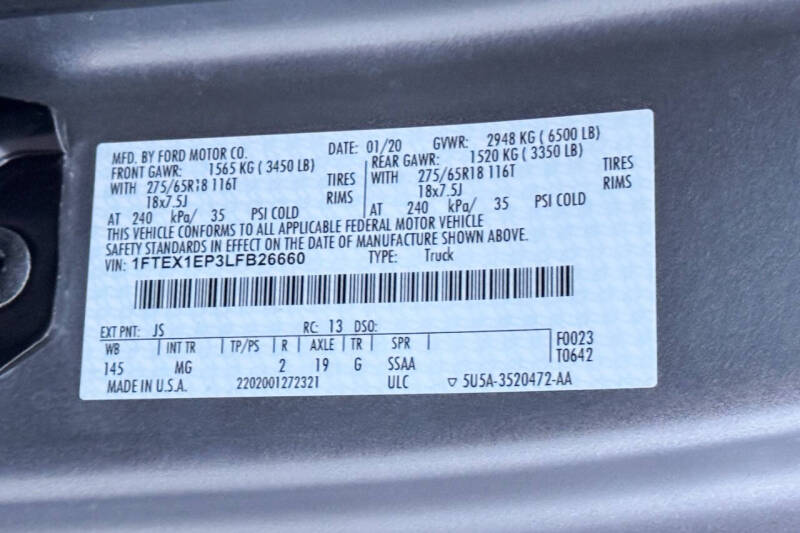 MFD. BY FORD MOTOR CO. DATE: 01/20 GVWR: 2948 KG ( 6500 LB)
FRONT GAWR: 1565 KG ( 3450 LB) REAR GAWR: 1520 KG ( 3350 LB)
WITH 275/65R18 116T TIRES WITH 275/65R18 116T TIRES
18x7.5J RIMS 18x7.5J RIMS
AT 240 kPa/ 35 PSI COLD AT 240 kPa/ 35 PSI COLD
THIS VEHICLE CONFORMS TO ALL APPLICABLE FEDERAL MOTOR VEHICLE
SAFETY STANDARDS IN EFFECT ON THE DATE OF MANUFACTURE SHOWN ABOVE.
VIN: 1FTEX1EP3LFB26660 TYPE: Truck
EXT PNT: JS RC: 13 DSO: F0023
WB INT TR TP/PS R AXLE TR SPR T0642
145 MG 2 19 G SSAA
MADE IN U.S.A. 2202001272321 ULC ▽ 5U5A-3520472-AA